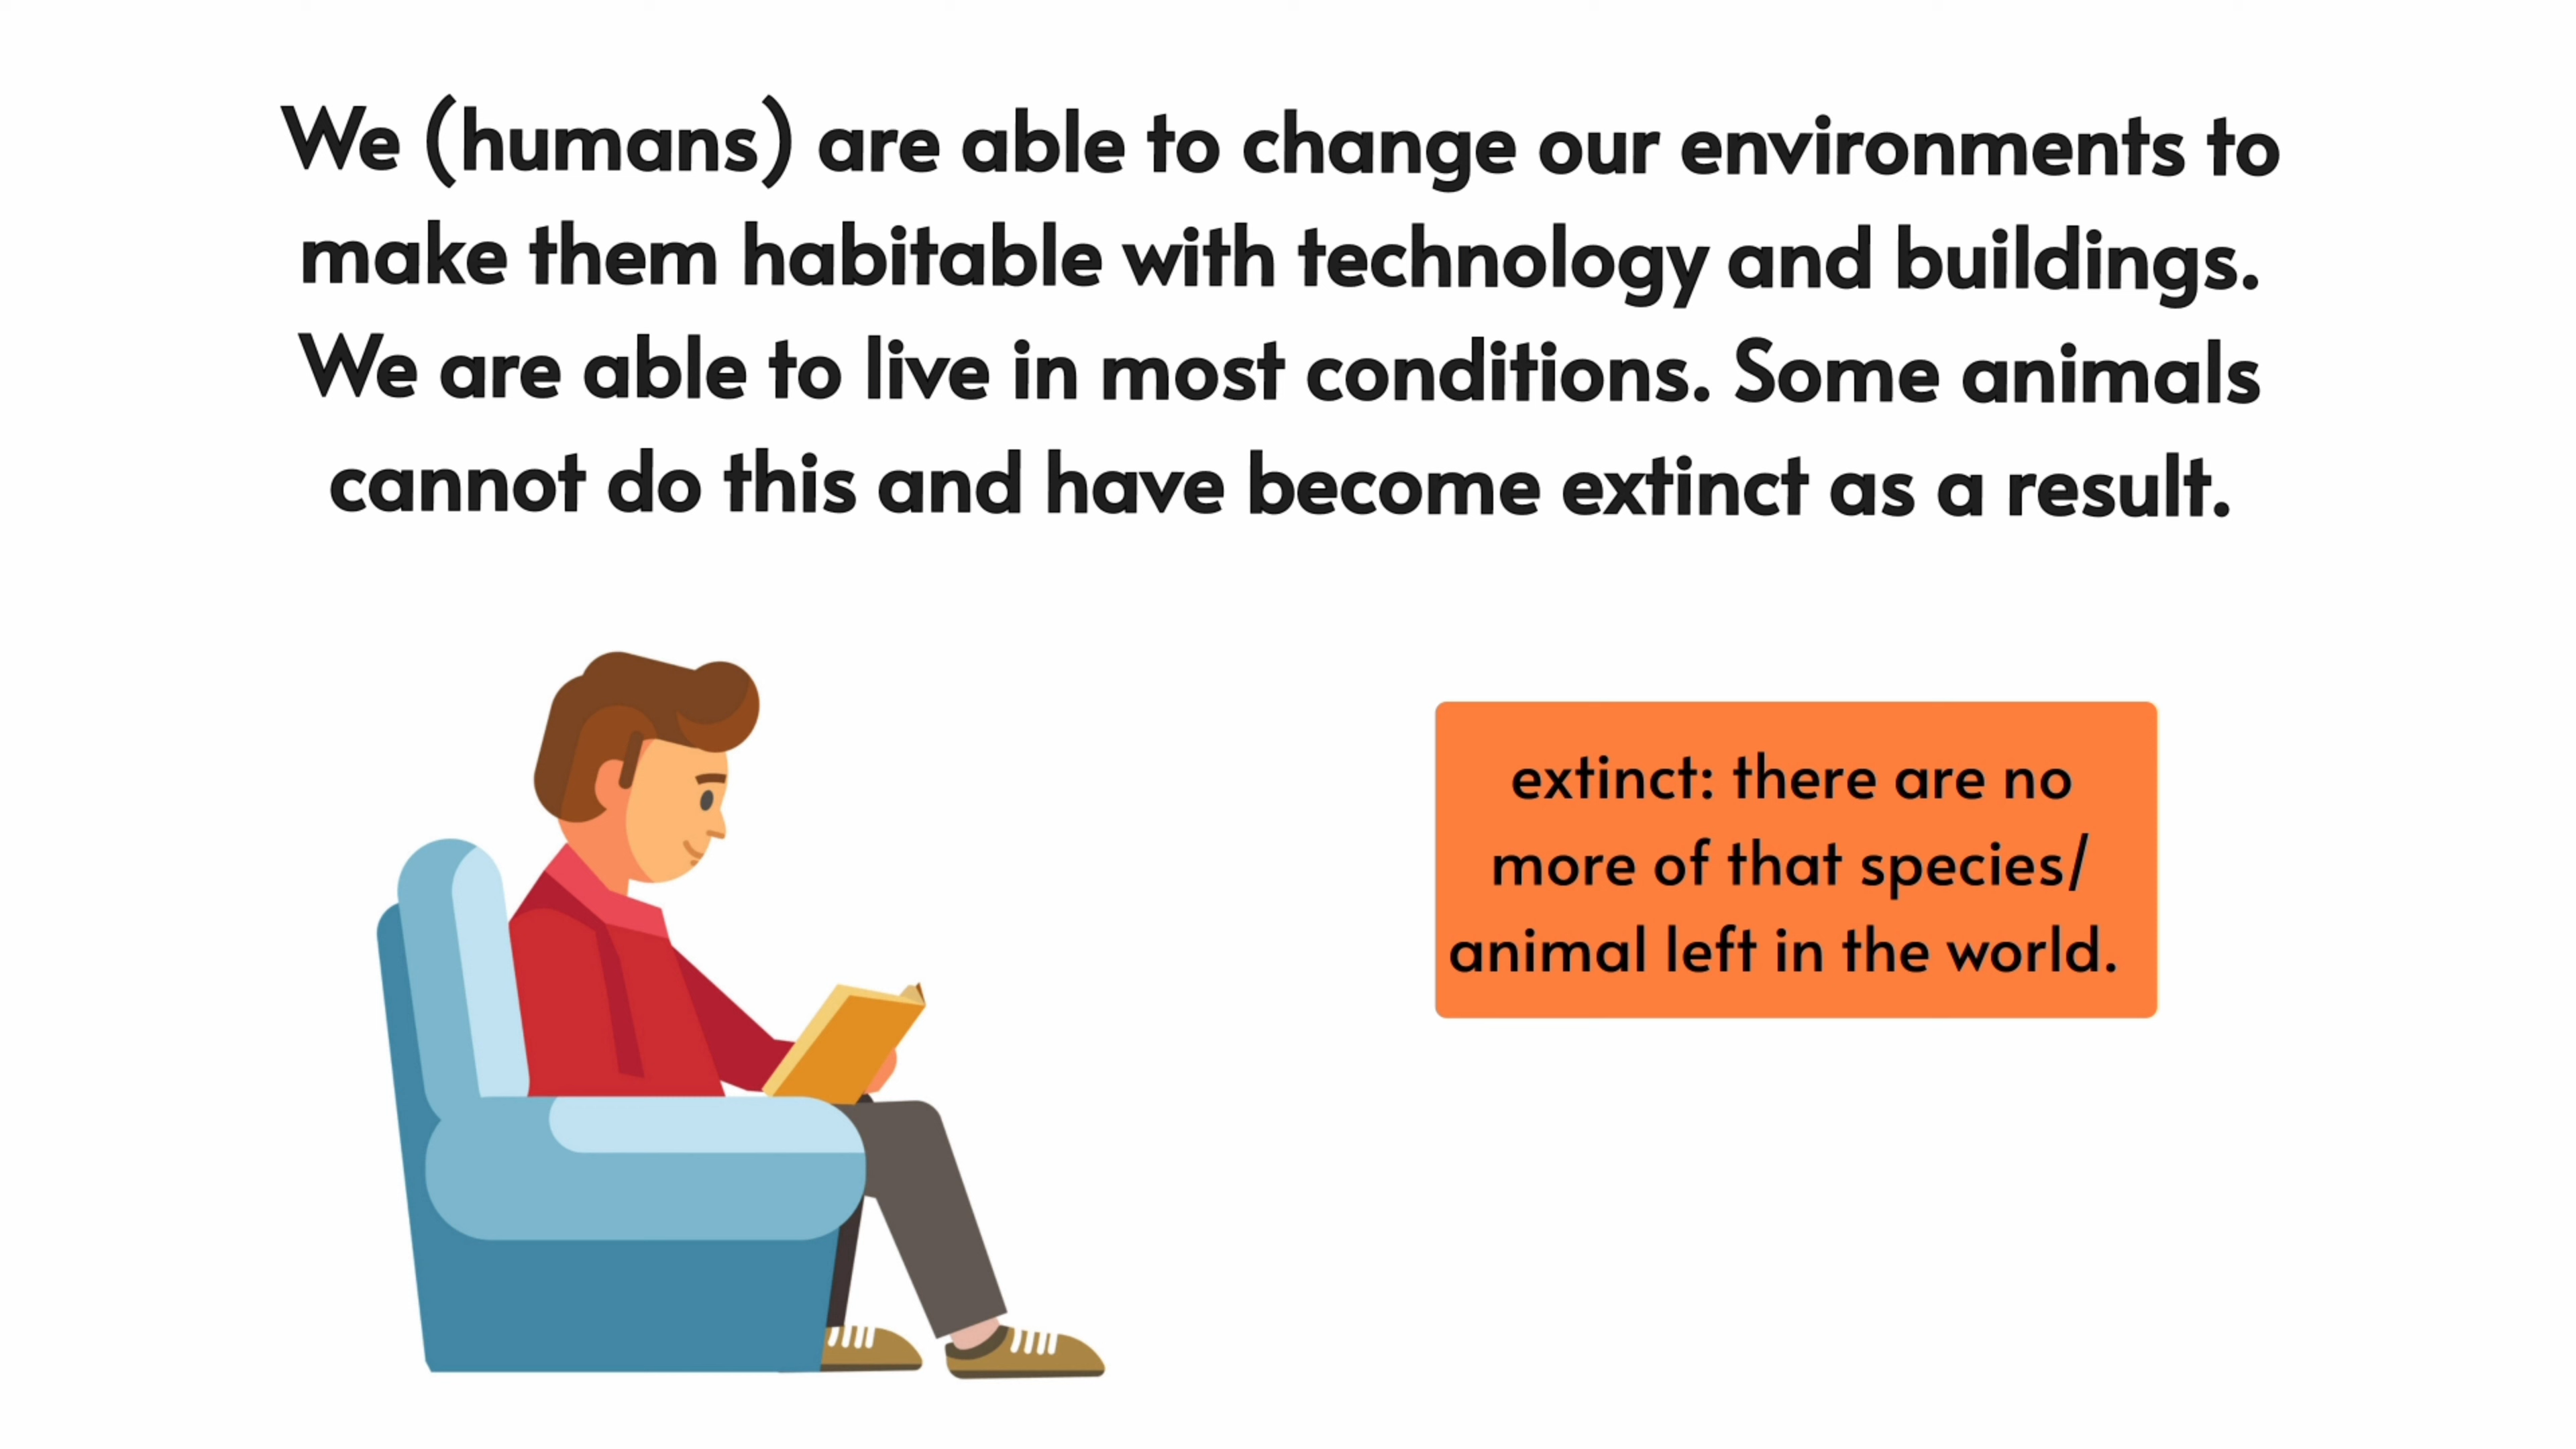 We (humans) are able to change our environments to
make them habitable with technology and buildings.
We are able to live in most conditions. Some animals
cannot do this and have become extinct as a result.
extinct: there are no
more of that species/
animal left in the world.